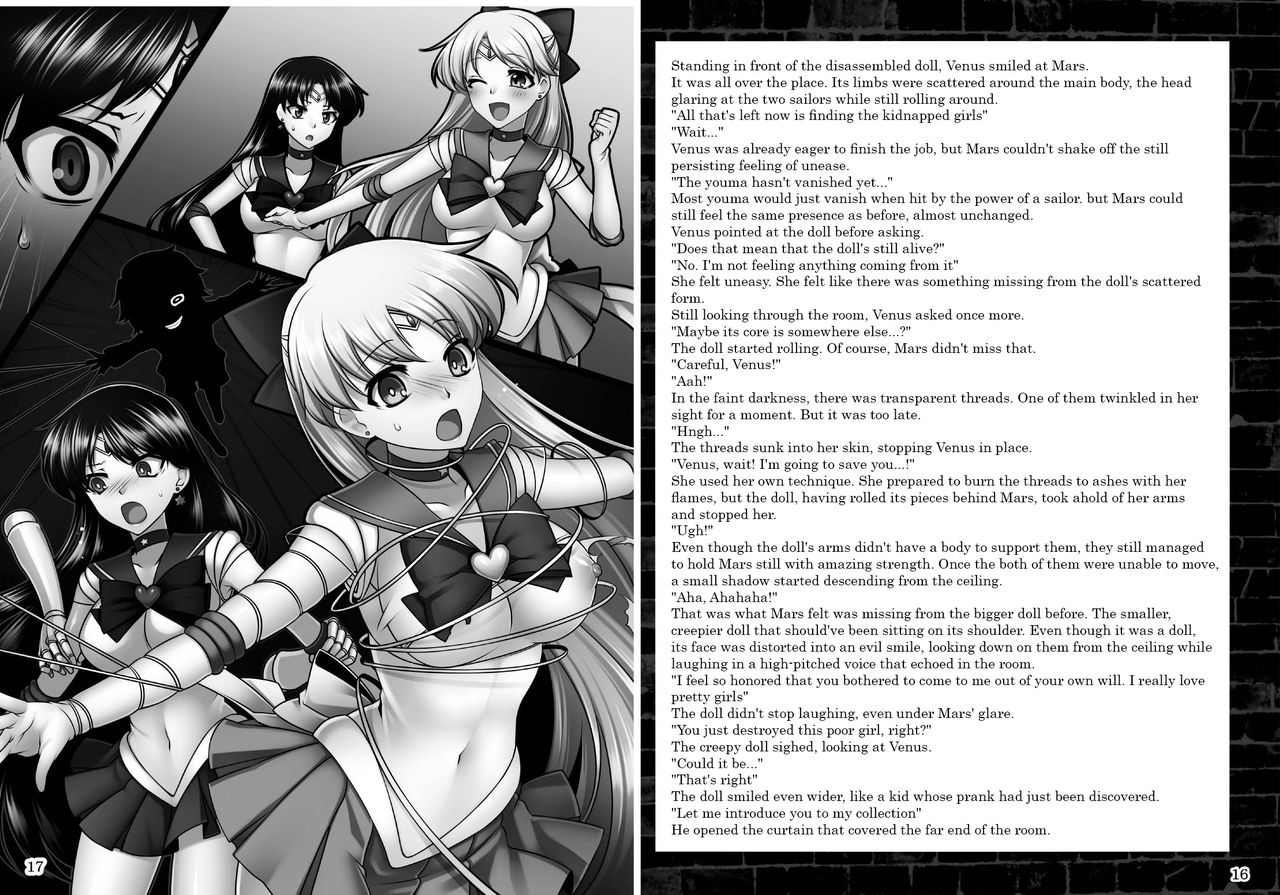 Standing in front of the disassembled doll, Venus smiled at Mars.
It was all over the place. Its limbs were scattered around the main body, the head
glaring at the two sailors while still rolling around.
"All that's left now is finding the kidnapped girls"
"Wait..."
Venus was already eager to finish the job, but Mars couldn't shake off the still
persisting feeling of unease.
"The youma hasn't vanished yet..."
Most youma would just vanish when hit by the power of a sailor. but Mars could
still feel the same presence as before, almost unchanged.
Venus pointed at the doll before asking.
"Does that mean that the doll's still alive?"
"No. I'm not feeling anything coming from it"
She felt uneasy. She felt like there was something missing from the doll's scattered
form.
Still looking through the room, Venus asked once more.
"Maybe its core is somewhere else...?"
The doll started rolling. Of course, Mars didn't miss that.
"Careful, Venus!"
"Aah!"
In the faint darkness, there was transparent threads. One of them twinkled in her
sight for a moment. But it was too late.
"Hngh..."
The threads sunk into her skin, stopping Venus in place.
"Venus, wait! I'm going to save you...!"
She used her own technique. She prepared to burn the threads to ashes with her
flames, but the doll, having rolled its pieces behind Mars, took ahold of her arms
and stopped her.
"Ugh!"
Even though the doll's arms didn't have a body to support them, they still managed
to hold Mars still with amazing strength. Once the both of them were unable to move,
a small shadow started descending from the ceiling.
"Aha, Ahahaha!"
That was what Mars felt was missing from the bigger doll before. The smaller,
creepier doll that should've been sitting on its shoulder. Even though it was a doll,
its face was distorted into an evil smile, looking down on them from the ceiling while
laughing in a high-pitched voice that echoed in the room.
"I feel so honored that you bothered to come to me out of your own will. I really love
pretty girls"
The doll didn't stop laughing, even under Mars' glare.
"You just destroyed this poor girl, right?"
The creepy doll sighed, looking at Venus.
"Could it be..."
"That's right"
The doll smiled even wider, like a kid whose prank had just been discovered.
"Let me introduce you to my collection"
He opened the curtain that covered the far end of the room.
17
16